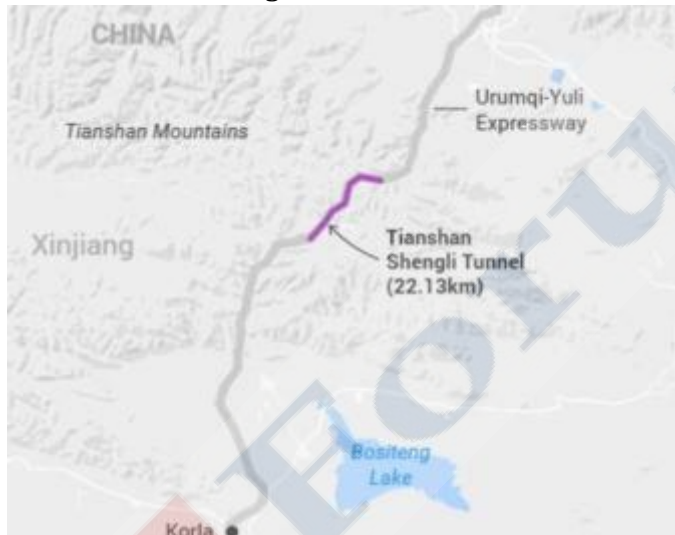 CHINA
Urumqi-Yuli
Expressway
Tianshan Mountains
Tianshan
Shengli Tunnel
(22.13km)
Xinjiang
Bositeng
Lake
Korla